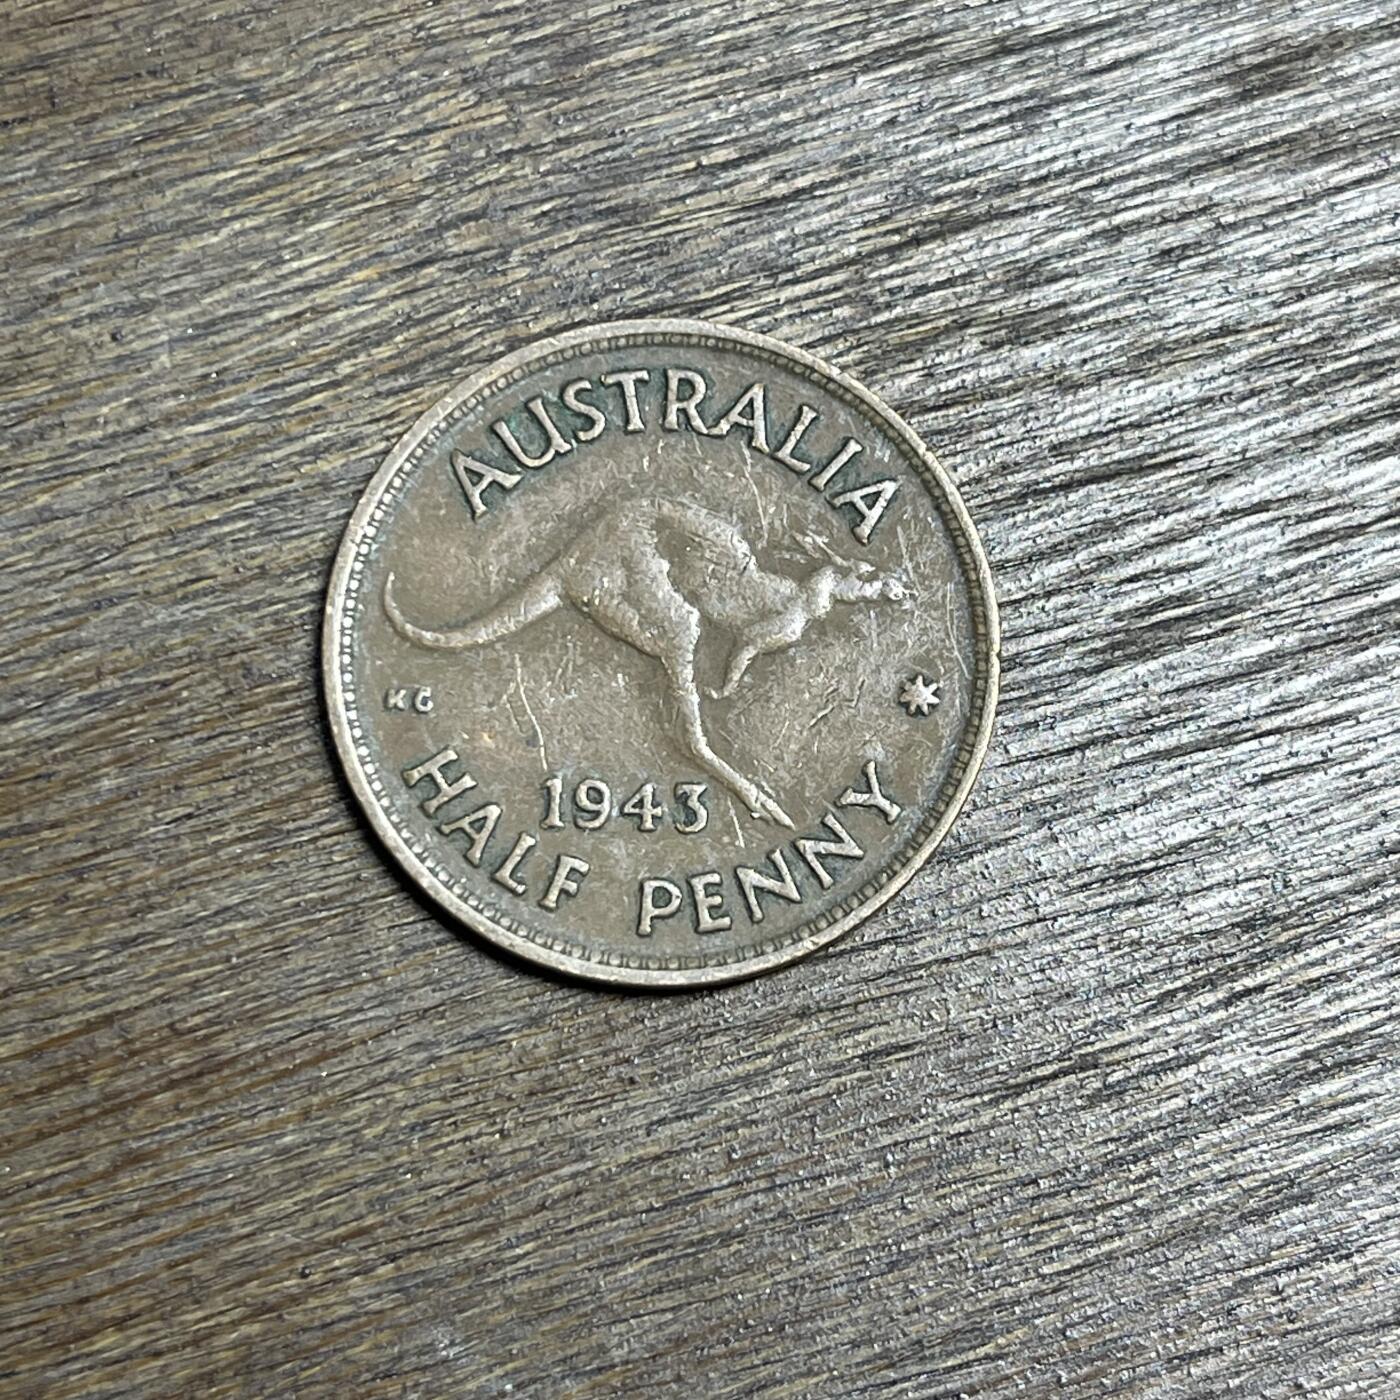 AUSTRALIA
KG
1943
HALF PENNY